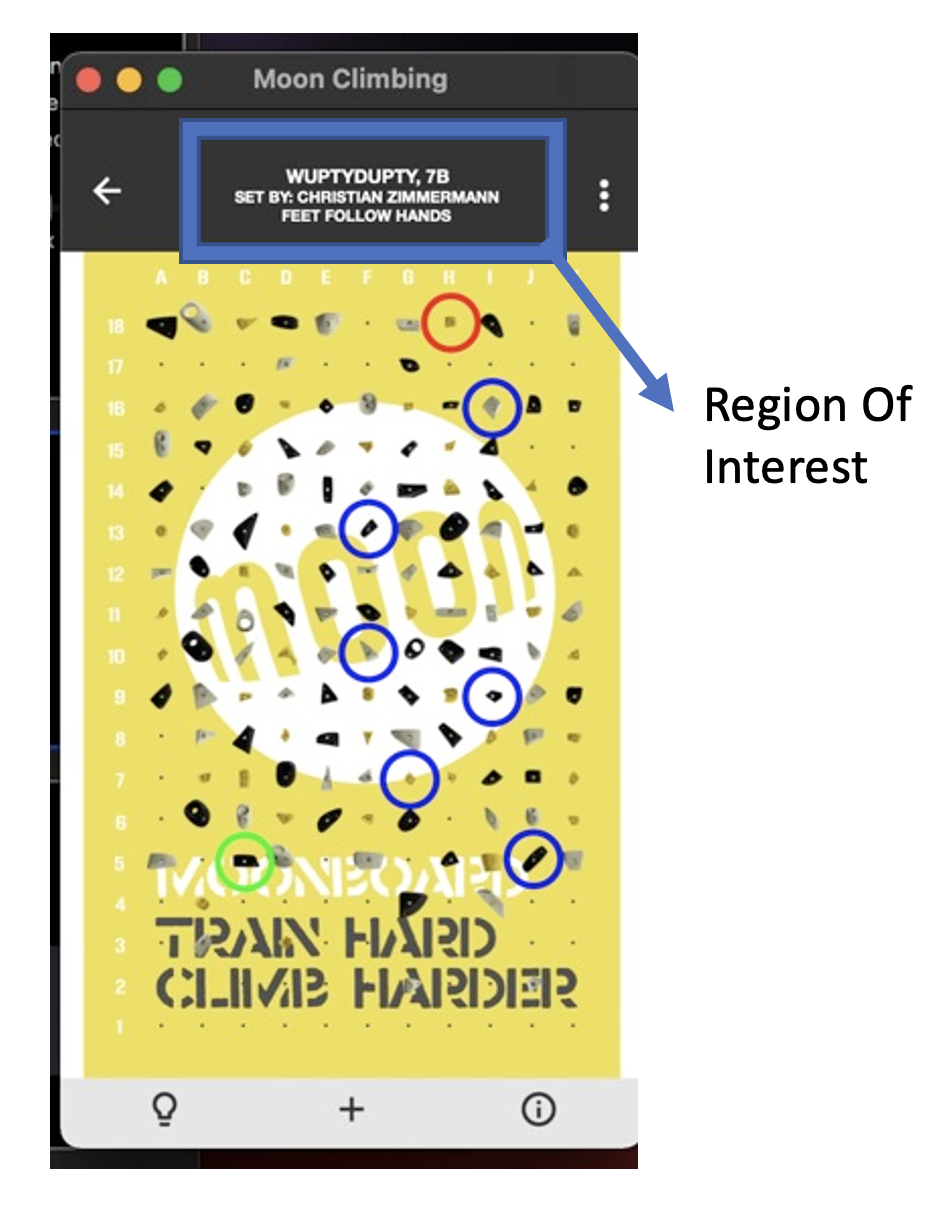 Moon Climbing
WUPTYDUPTY, 7B
SET BY: CHRISTIAN ZIMMERMANN
FEET FOLLOW HANDS
A B C D E F G H I J
18
17
16
15
14
13
12
11
10
9
8
7
6
5
4
3
2
1
moon
MOONBOARD
TRAIN HARD
CLIMB HARDER
Region Of
Interest